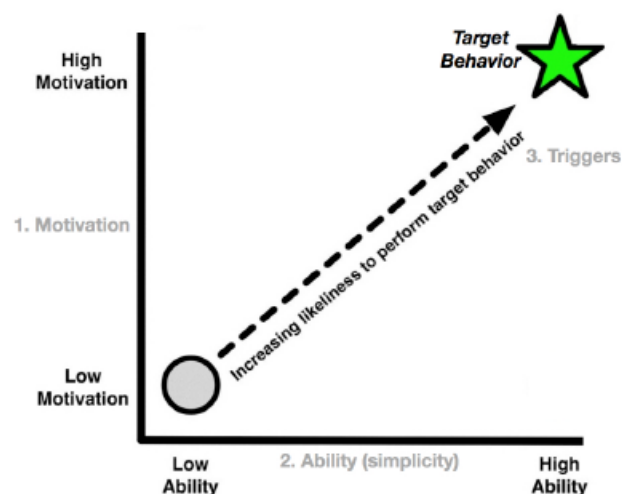 High
Motivation
Target
Behavior
3. Triggers
1. Motivation
Increasing likeliness to perform target behavior
Low
Motivation
Low
Ability
2. Ability (simplicity)
High
Ability